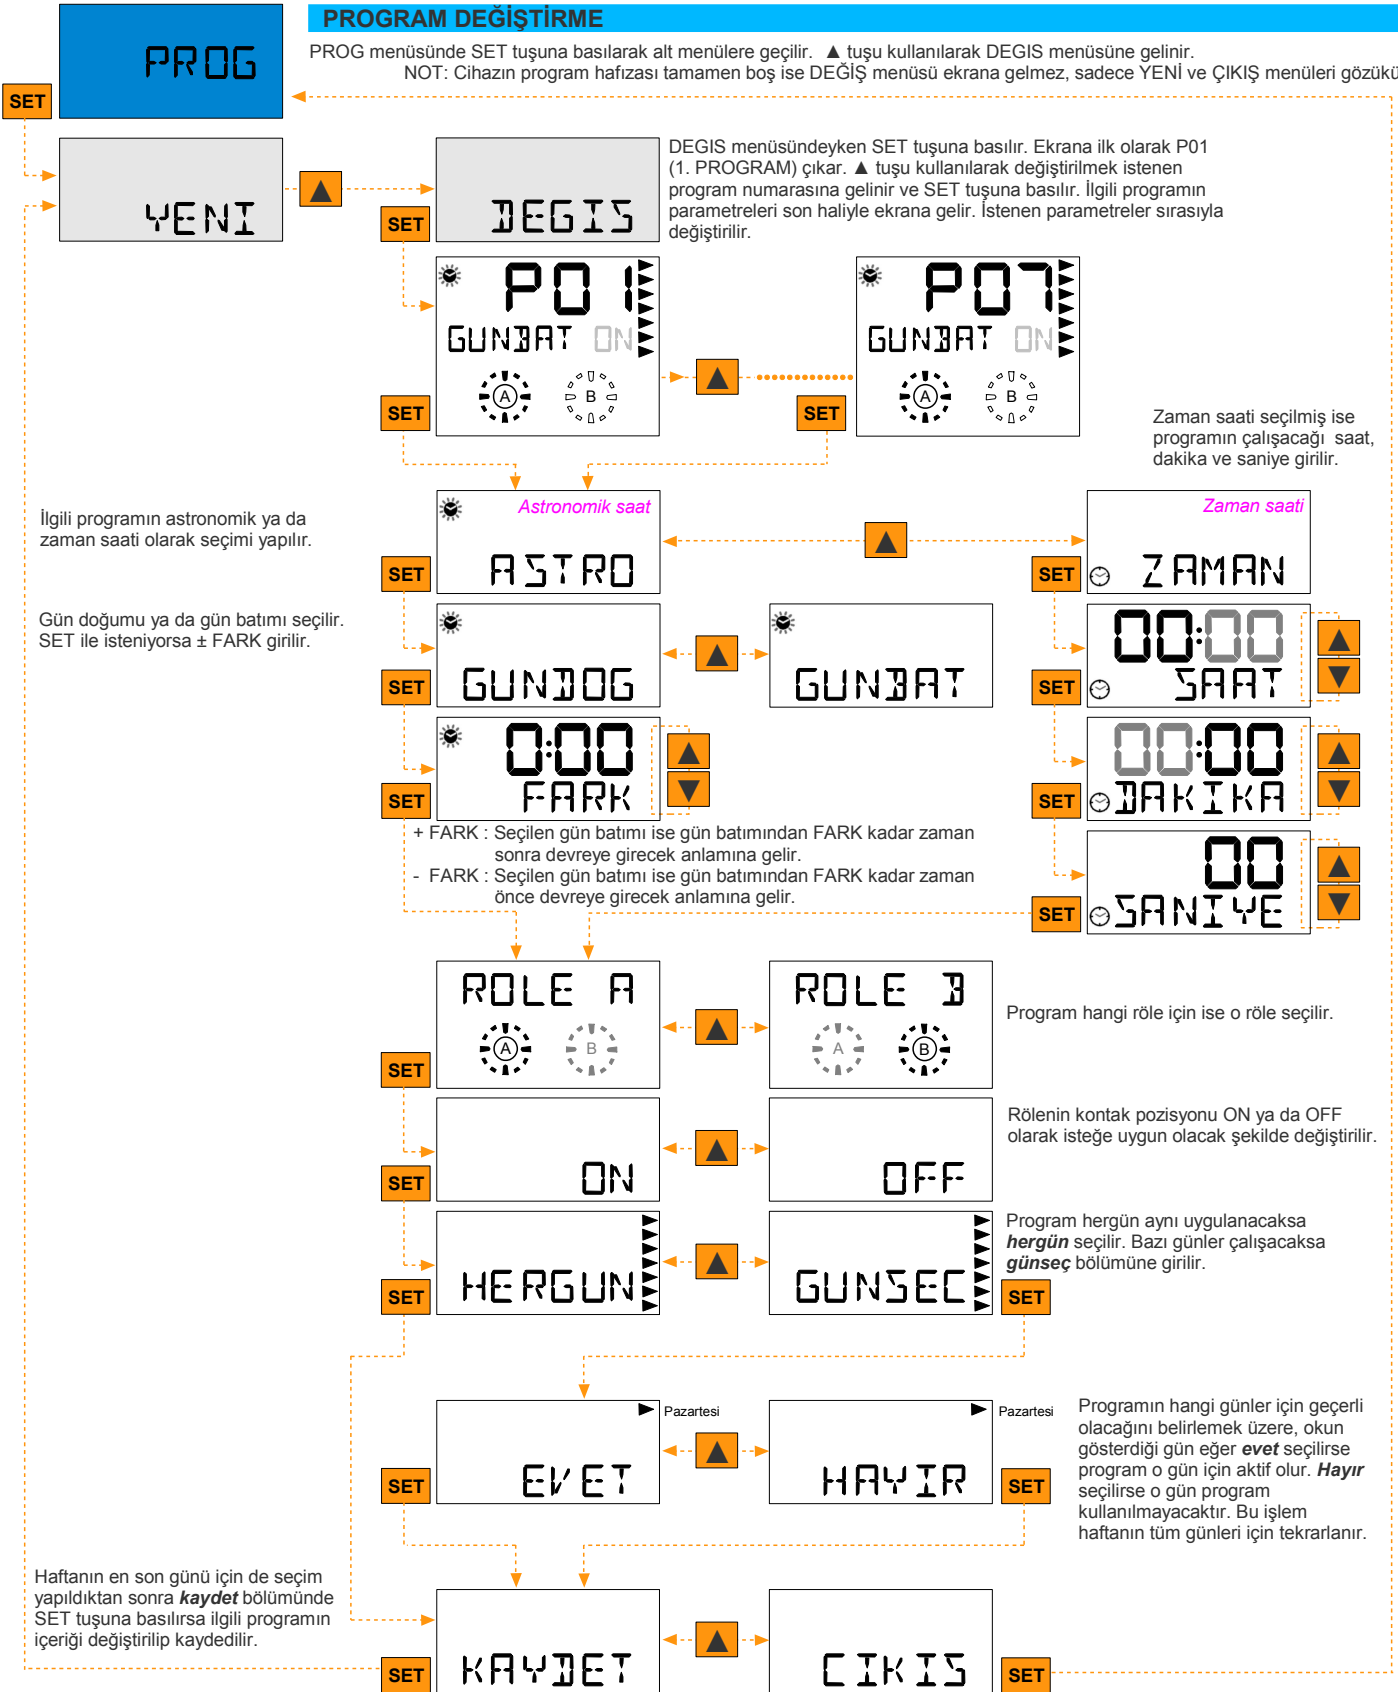 PROGRAM DEĞİŞTİRME
PROG
PROG menüsünde SET tuşuna basılarak alt menülere geçilir. ▲ tuşu kullanılarak DEGIS menüsüne gelinir.
NOT: Cihazın program hafızası tamamen boş ise DEĞİŞ menüsü ekrana gelmez, sadece YENİ ve ÇIKIŞ menüleri gözükü
SET
YENI
▲
SET
DEGIS
DEGIS menüsündeyken SET tuşuna basılır. Ekrana ilk olarak P01
(1. PROGRAM) çıkar. ▲ tuşu kullanılarak değiştirilmek istenen
program numarasına gelinir ve SET tuşuna basılır. İlgili programın
parametreleri son haliyle ekrana gelir. İstenen parametreler sırasıyla
değiştirilir.
P01
GUNBAT ON
A B
SET
▲
P07
GUNBAT ON
A B
SET
Zaman saati seçilmiş ise
programın çalışacağı saat,
dakika ve saniye girilir.
İlgili programın astronomik ya da
zaman saati olarak seçimi yapılır.
Astronomik saat
ASTRO
SET
▲
Zaman saati
ZAMAN
SET
Gün doğumu ya da gün batımı seçilir.
SET ile isteniyorsa ± FARK girilir.
GUNDOG
SET
▲
GUNBAT
00:00
SAAT
SET
▲
▼
0:00
FARK
SET
▲
▼
00:00
DAKIKA
SET
▲
▼
+ FARK : Seçilen gün batımı ise gün batımından FARK kadar zaman
sonra devreye girecek anlamına gelir.
- FARK : Seçilen gün batımı ise gün batımından FARK kadar zaman
önce devreye girecek anlamına gelir.
00
SANIYE
SET
▲
▼
ROLE A
A B
SET
▲
ROLE B
A B
Program hangi röle için ise o röle seçilir.
ON
SET
▲
OFF
Rölenin kontak pozisyonu ON ya da OFF
olarak isteğe uygun olacak şekilde değiştirilir.
HERGUN
SET
▲
GUNSEC
SET
Program hergün aynı uygulanacaksa
hergün seçilir. Bazı günler çalışacaksa
günseç bölümüne girilir.
Pazartesi
EVET
SET
▲
Pazartesi
HAYIR
SET
Programın hangi günler için geçerli
olacağını belirlemek üzere, okun
gösterdiği gün eğer evet seçilirse
program o gün için aktif olur. Hayır
seçilirse o gün program
kullanılmayacaktır. Bu işlem
haftanın tüm günleri için tekrarlanır.
Haftanın en son günü için de seçim
yapıldıktan sonra kaydet bölümünde
SET tuşuna basılırsa ilgili programın
içeriği değiştirilip kaydedilir.
KAYDET
SET
▲
CIKIS
SET